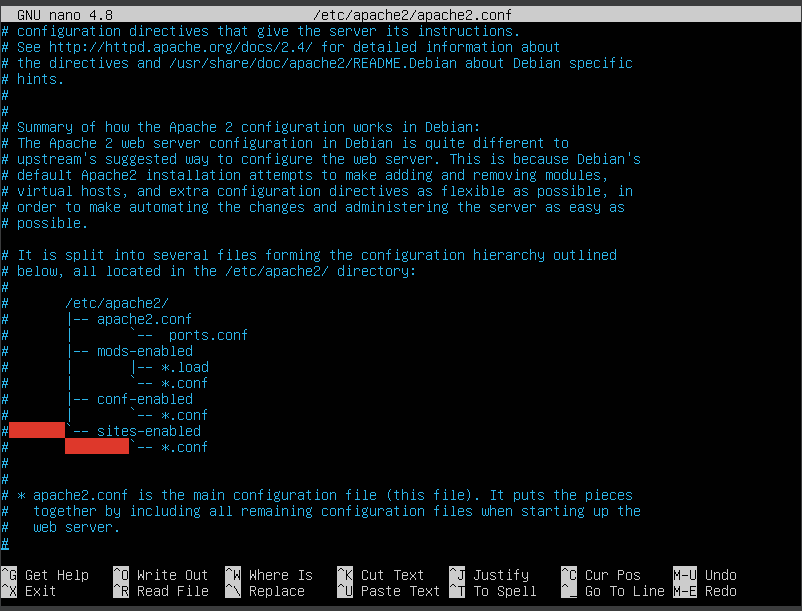 GNU nano 4.8 /etc/apache2/apache2.conf
# configuration directives that give the server its instructions.
# See http://httpd.apache.org/docs/2.4/ for detailed information about
# the directives and /usr/share/doc/apache2/README.Debian about Debian specific
# hints.
#
#
# Summary of how the Apache 2 configuration works in Debian:
# The Apache 2 web server configuration in Debian is quite different to
# upstream's suggested way to configure the web server. This is because Debian's
# default Apache2 installation attempts to make adding and removing modules,
# virtual hosts, and extra configuration directives as flexible as possible, in
# order to make automating the changes and administering the server as easy as
# possible.

# It is split into several files forming the configuration hierarchy outlined
# below, all located in the /etc/apache2/ directory:
#
#       /etc/apache2/
#       |-- apache2.conf
#       |       `--  ports.conf
#       |-- mods-enabled
#       |       |-- *.load
#       |       `-- *.conf
#       |-- conf-enabled
#       |       `-- *.conf
#       `-- sites-enabled
#               `-- *.conf
#
#
# * apache2.conf is the main configuration file (this file). It puts the pieces
#   together by including all remaining configuration files when starting up the
#   web server.
#
^G Get Help ^O Write Out ^W Where Is ^K Cut Text ^J Justify ^C Cur Pos M-U Undo
^X Exit ^R Read File ^\ Replace ^U Paste Text ^T To Spell ^_ Go To Line M-E Redo